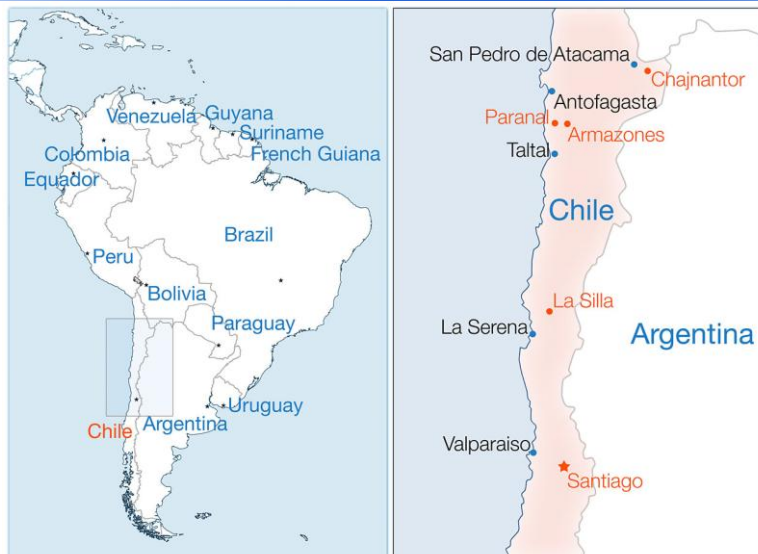 Venezuela
Guyana
Suriname
French Guiana
Colombia
Equador
Brazil
Peru
Bolivia
Paraguay
Uruguay
Argentina
Chile
San Pedro de Atacama
Chajnantor
Antofagasta
Paranal
Armazones
Taltal
Chile
La Silla
La Serena
Argentina
Valparaiso
Santiago